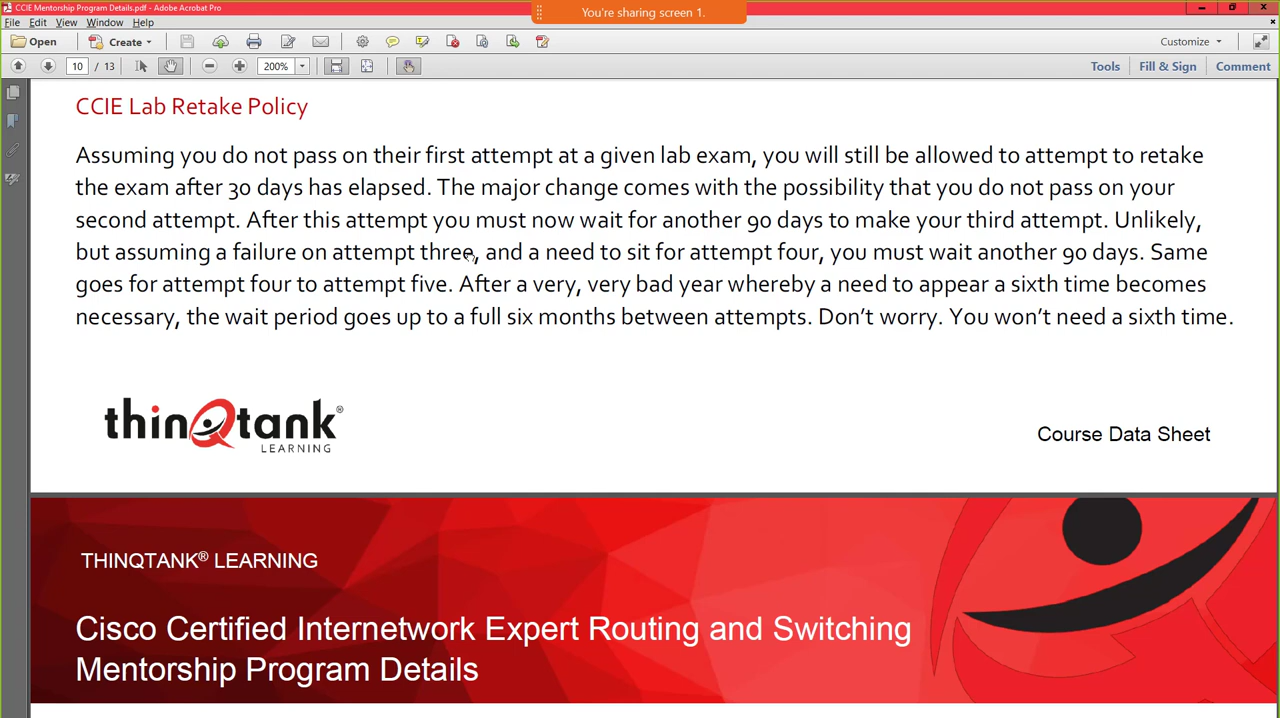 CCIE Mentorship Program Details.pdf - Adobe Acrobat Pro
You're sharing screen 1.
File Edit View Window Help
Open Create Customize
10 / 13 200% Tools Fill & Sign Comment
CCIE Lab Retake Policy
Assuming you do not pass on their first attempt at a given lab exam, you will still be allowed to attempt to retake
the exam after 30 days has elapsed. The major change comes with the possibility that you do not pass on your
second attempt. After this attempt you must now wait for another 90 days to make your third attempt. Unlikely,
but assuming a failure on attempt three, and a need to sit for attempt four, you must wait another 90 days. Same
goes for attempt four to attempt five. After a very, very bad year whereby a need to appear a sixth time becomes
necessary, the wait period goes up to a full six months between attempts. Don't worry. You won't need a sixth time.
thinQtank®
LEARNING
Course Data Sheet
THINQTANK® LEARNING
Cisco Certified Internetwork Expert Routing and Switching
Mentorship Program Details